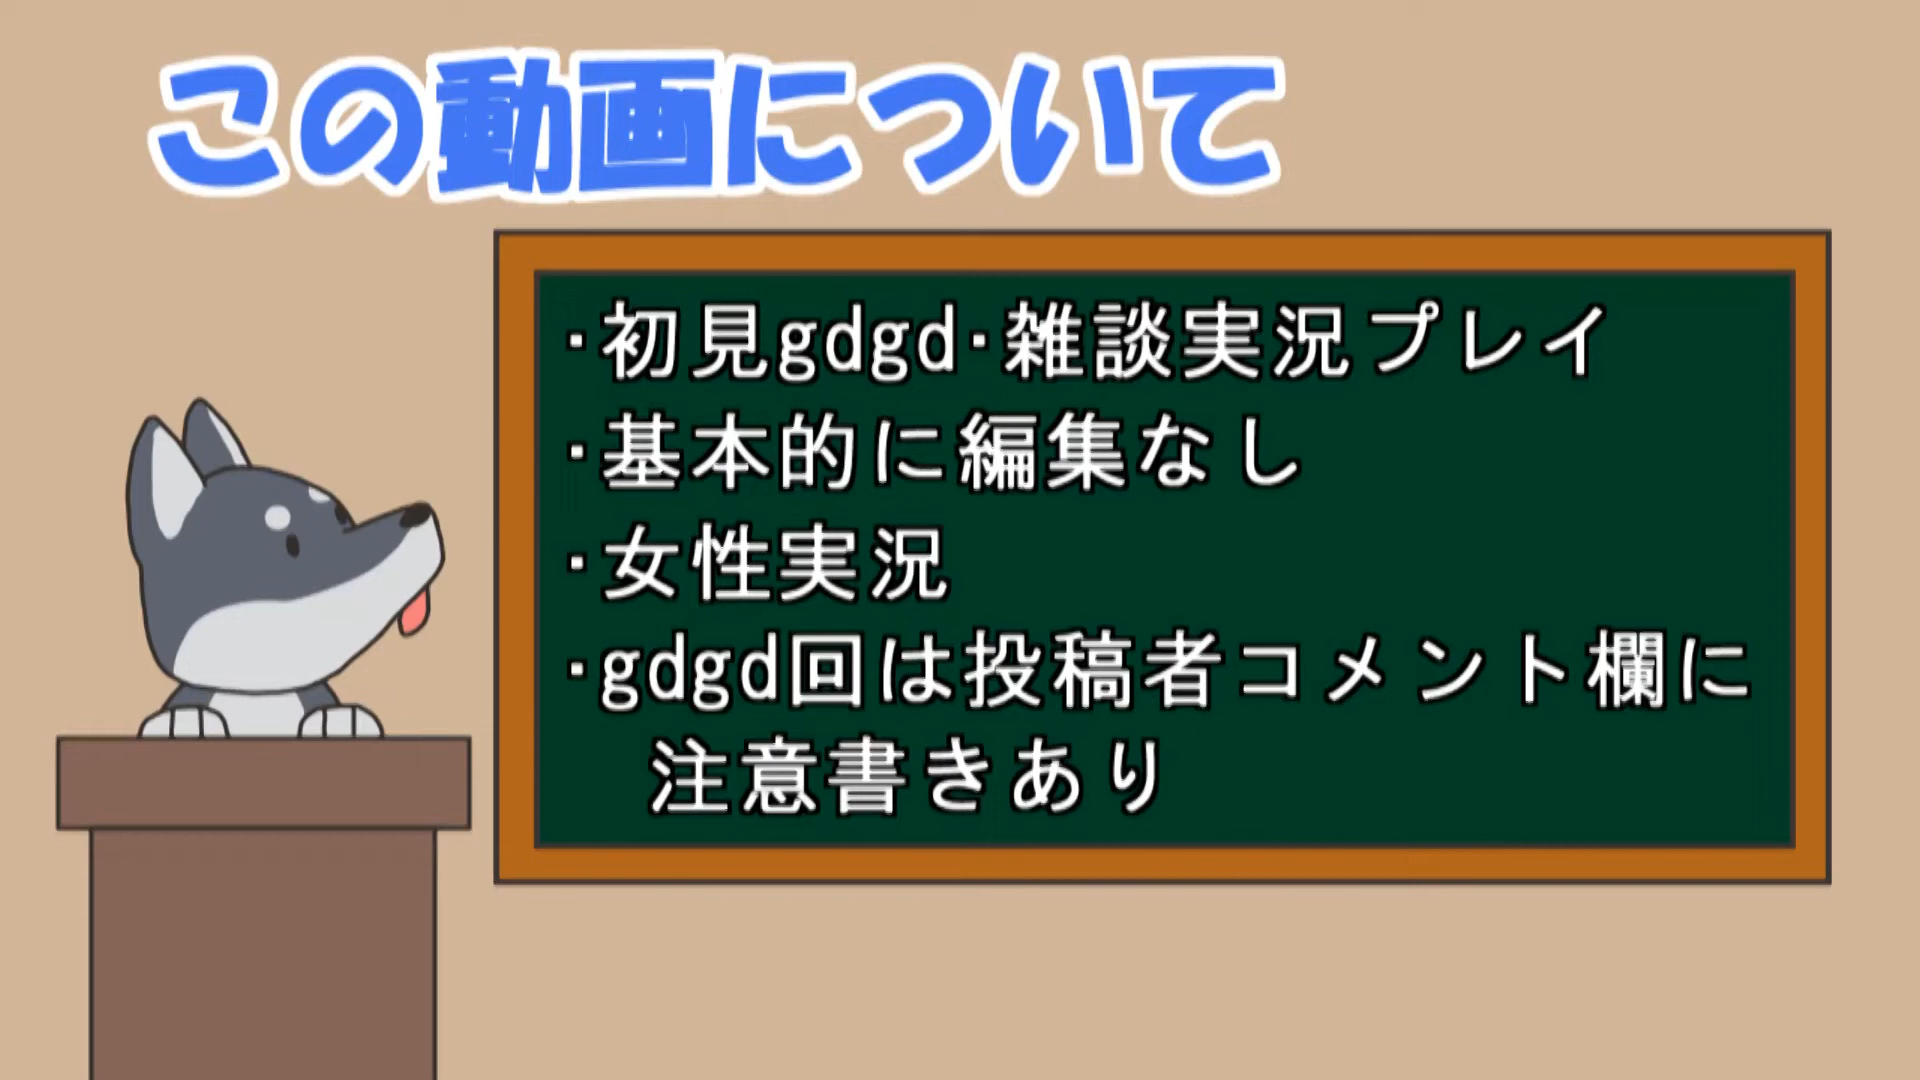 この動画について
・初見gdgd・雑談実況プレイ
・基本的に編集なし
・女性実況
・gdgd回は投稿者コメント欄に
注意書きあり